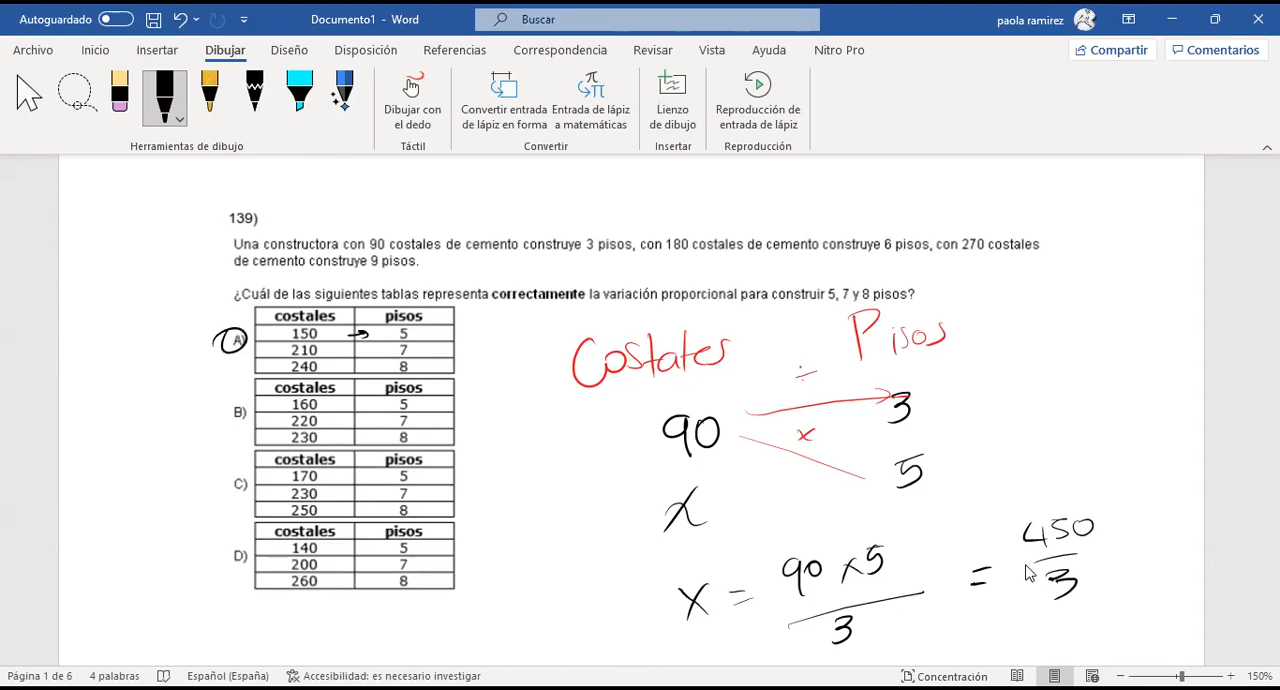 Autoguardado
Documento1 - Word
Buscar
paola ramirez
Archivo Inicio Insertar Dibujar Diseño Disposición Referencias Correspondencia Revisar Vista Ayuda Nitro Pro
Compartir Comentarios
Dibujar con el dedo
Convertir entrada de lápiz en forma
Entrada de lápiz a matemáticas
Lienzo de dibujo
Reproducción de entrada de lápiz
Herramientas de dibujo Táctil Convertir Insertar Reproducción
139)
Una constructora con 90 costales de cemento construye 3 pisos, con 180 costales de cemento construye 6 pisos, con 270 costales
de cemento construye 9 pisos.
¿Cuál de las siguientes tablas representa correctamente la variación proporcional para construir 5, 7 y 8 pisos?
A)
costales pisos
150 → 5
210 7
240 8
B)
costales pisos
160 5
220 7
230 8
C)
costales pisos
170 5
230 7
250 8
D)
costales pisos
140 5
200 7
260 8
Costales ÷ Pisos
90 x 3
x 5
x = 90 x 5 / 3 = 450 / 3
Página 1 de 6 4 palabras Español (España) Accesibilidad: es necesario investigar Concentración 150%